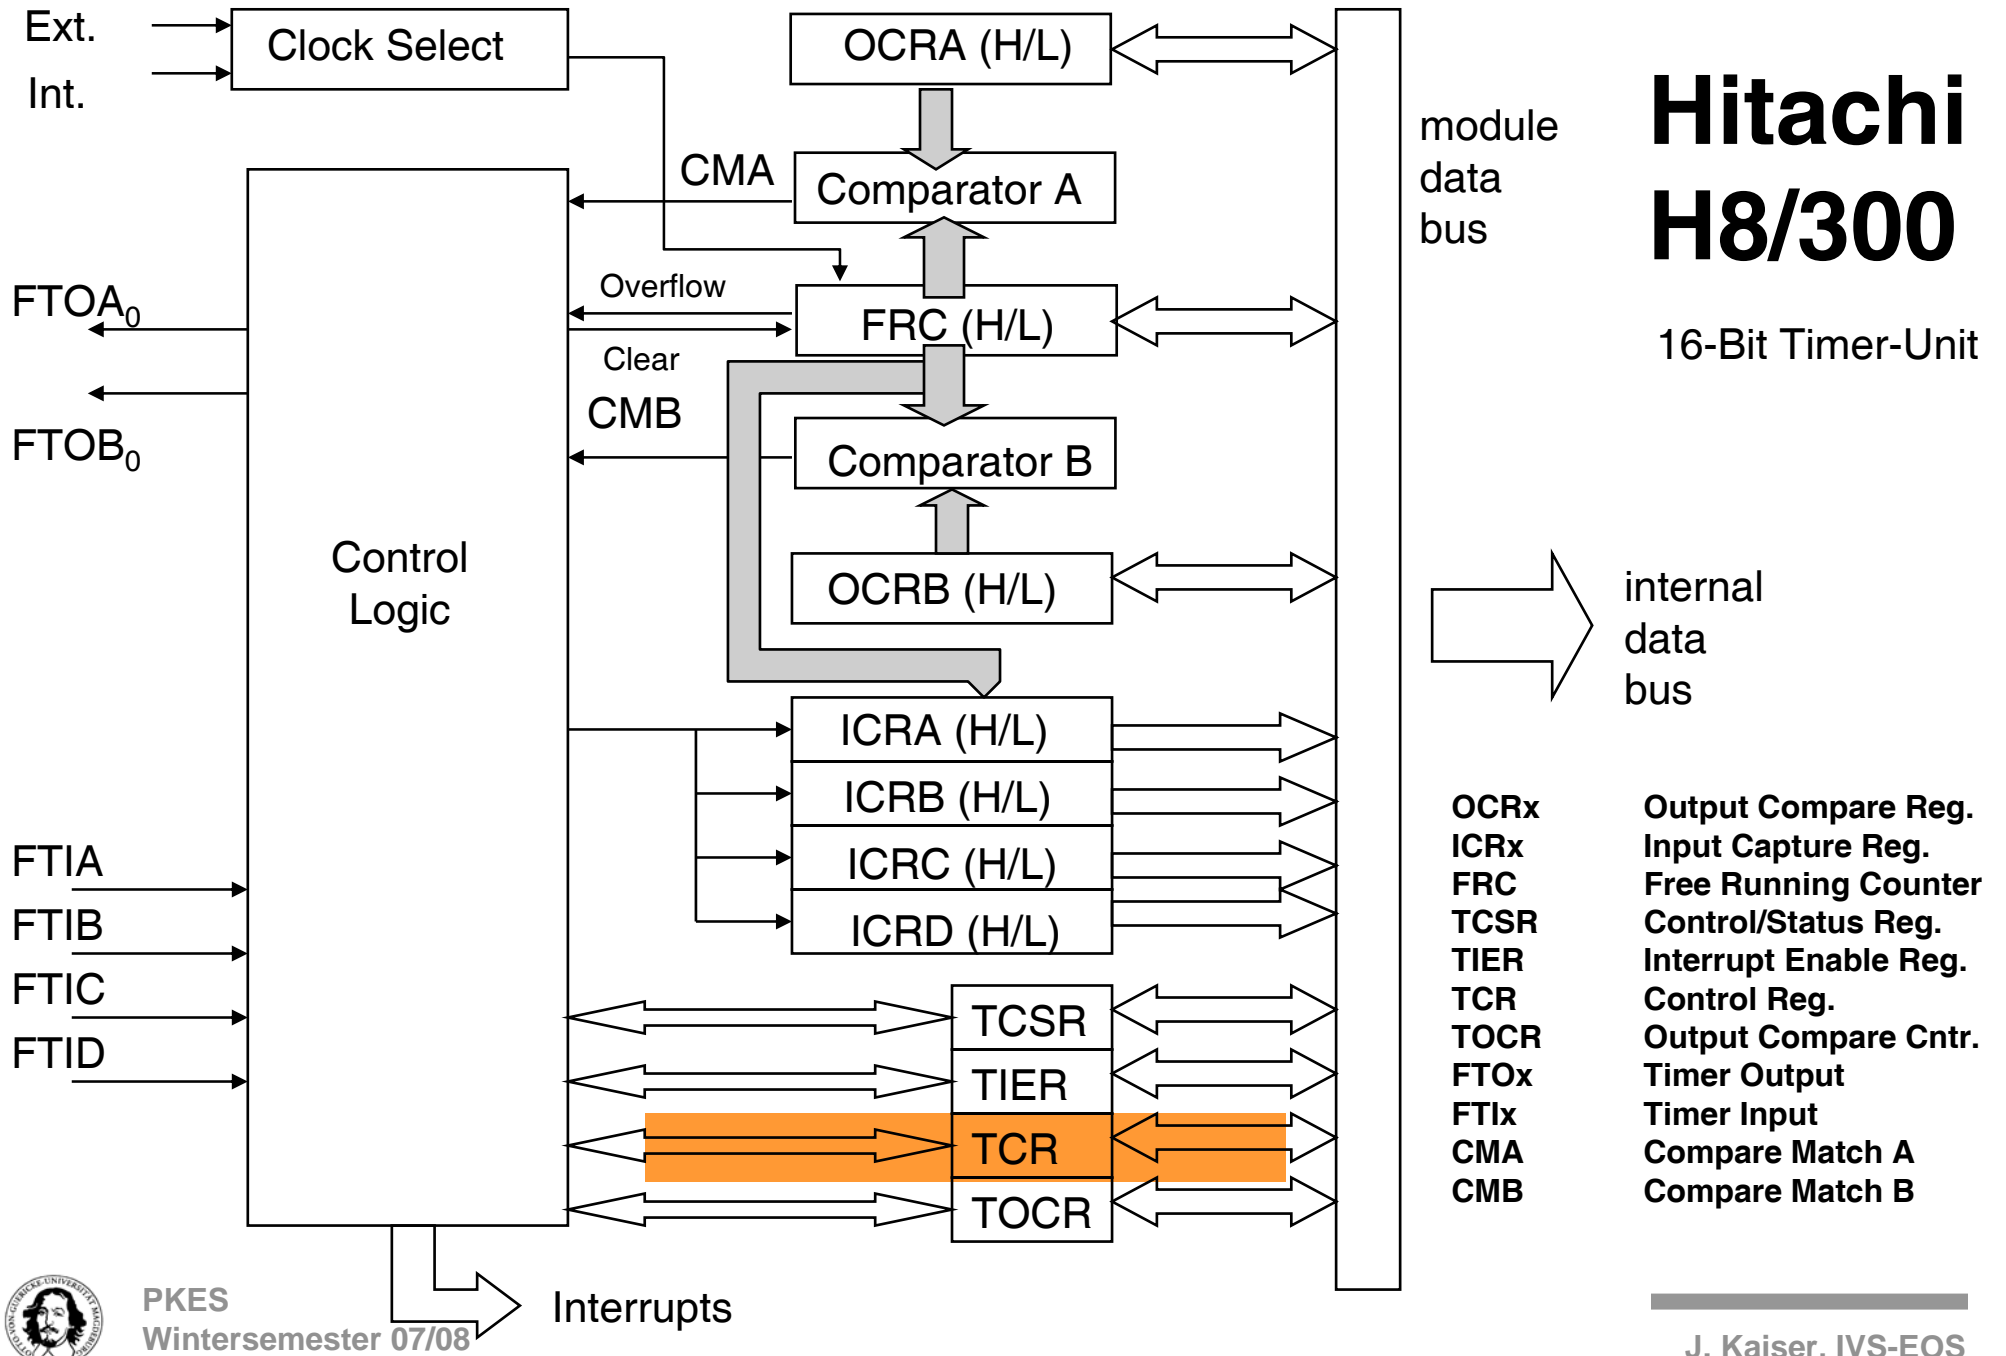 Ext.
Int.
Clock Select
OCRA (H/L)
CMA
Comparator A
module
data
bus
Hitachi
H8/300
16-Bit Timer-Unit
FTOA0
FTOB0
Overflow
FRC (H/L)
Clear
CMB
Comparator B
Control
Logic
OCRB (H/L)
internal
data
bus
ICRA (H/L)
ICRB (H/L)
ICRC (H/L)
ICRD (H/L)
FTIA
FTIB
FTIC
FTID
TCSR
TIER
TCR
TOCR
OCRx Output Compare Reg.
ICRx Input Capture Reg.
FRC Free Running Counter
TCSR Control/Status Reg.
TIER Interrupt Enable Reg.
TCR Control Reg.
TOCR Output Compare Cntr.
FTOx Timer Output
FTIx Timer Input
CMA Compare Match A
CMB Compare Match B
Interrupts
PKES
Wintersemester 07/08
J. Kaiser, IVS-EOS